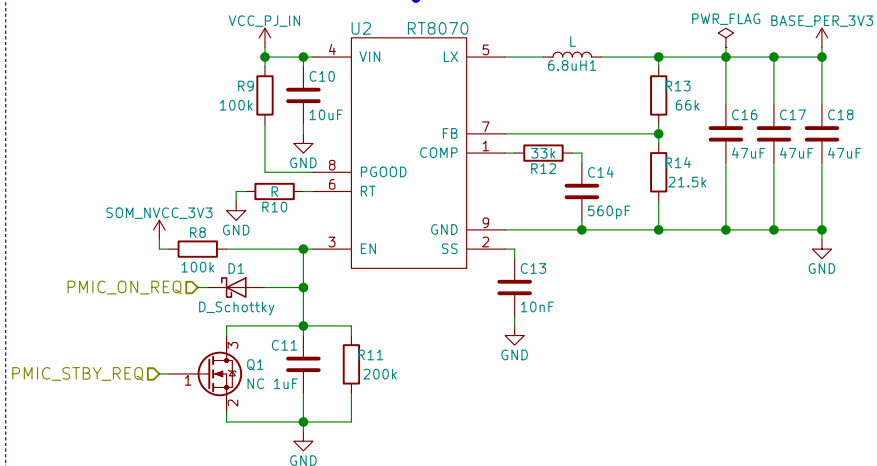 VCC_PJ_IN
U2 RT8070
PWR_FLAG BASE_PER_3V3
4 VIN LX 5
L
6.8uH1
R9
100k
C10
10uF
GND
R13
66k
C16
47uF
C17
47uF
C18
47uF
FB 7
COMP 1
33k
R12
R14
21.5k
C14
560pF
8 PGOOD
6 RT
R
R10
GND
SOM_NVCC_3V3
R8
100k
3 EN
GND 9
SS 2
GND
C13
10nF
GND
PMIC_ON_REQ
D1
D_Schottky
PMIC_STBY_REQ
1
3
2
Q1
NC
C11
1uF
R11
200k
GND